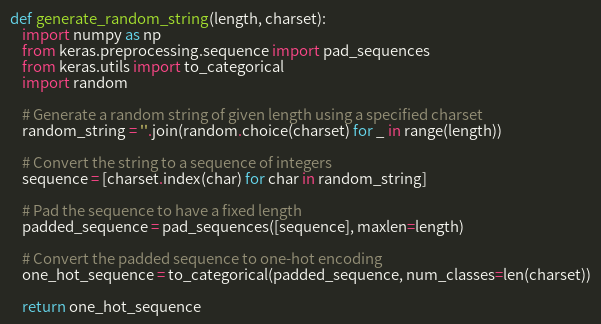 def generate_random_string(length, charset):
import numpy as np
from keras.preprocessing.sequence import pad_sequences
from keras.utils import to_categorical
import random
# Generate a random string of given length using a specified charset
random_string = ''.join(random.choice(charset) for _ in range(length))
# Convert the string to a sequence of integers
sequence = [charset.index(char) for char in random_string]
# Pad the sequence to have a fixed length
padded_sequence = pad_sequences([sequence], maxlen=length)
# Convert the padded sequence to one-hot encoding
one_hot_sequence = to_categorical(padded_sequence, num_classes=len(charset))
return one_hot_sequence